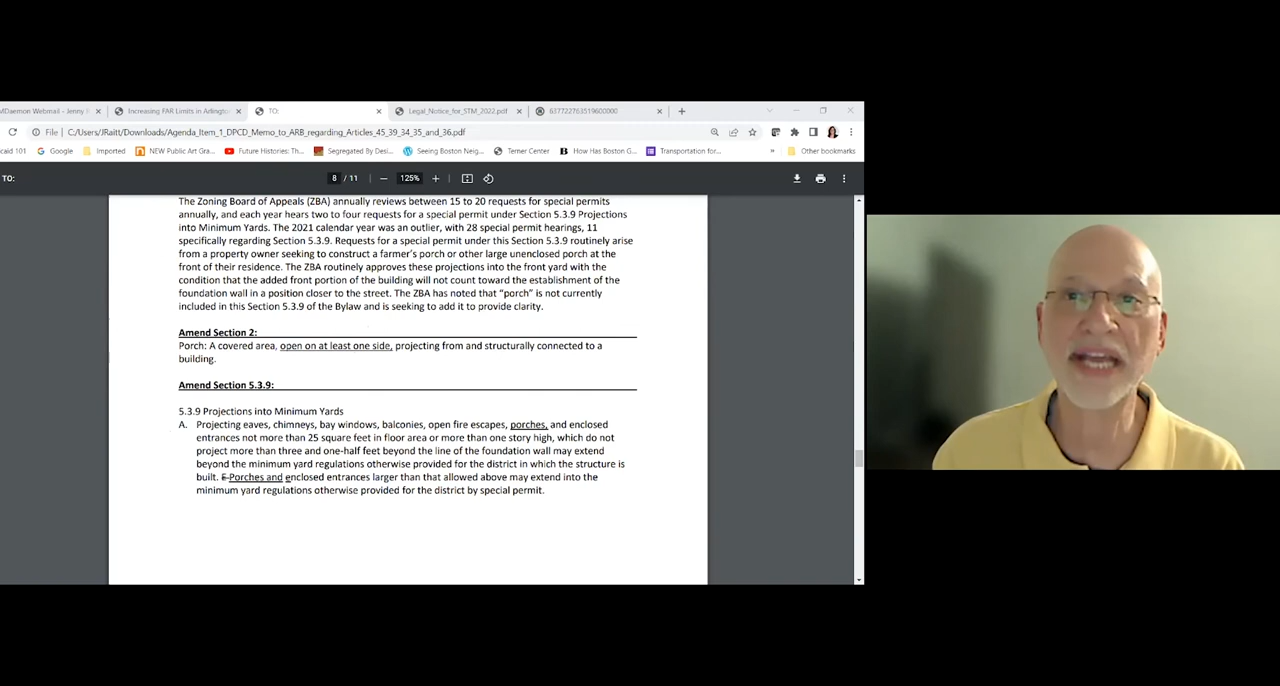 MDaemon Webmail - Jenny
Increasing FAR Limits in Arlington
TO:
Legal_Notice_for_STM_2022.pdf
637722763519600000
File | C:/Users/JRaitt/Downloads/Agenda_Item_1_DPCD_Memo_to_ARB_regarding_Articles_45,39,34,35,and_36.pdf
caid 101
Google
Imported
NEW Public Art Gra...
Future Histories: Th...
Segregated By Desi...
Seeing Boston Neig...
Terner Center
How Has Boston G...
Transportation for...
»
Other bookmarks
TO:
8 / 11
125%
The Zoning Board of Appeals (ZBA) annually reviews between 15 to 20 requests for special permits
annually, and each year hears two to four requests for a special permit under Section 5.3.9 Projections
into Minimum Yards. The 2021 calendar year was an outlier, with 28 special permit hearings, 11
specifically regarding Section 5.3.9. Requests for a special permit under this Section 5.3.9 routinely arise
from a property owner seeking to construct a farmer's porch or other large unenclosed porch at the
front of their residence. The ZBA routinely approves these projections into the front yard with the
condition that the added front portion of the building will not count toward the establishment of the
foundation wall in a position closer to the street. The ZBA has noted that "porch" is not currently
included in this Section 5.3.9 of the Bylaw and is seeking to add it to provide clarity.
Amend Section 2:
Porch: A covered area, open on at least one side, projecting from and structurally connected to a
building.
Amend Section 5.3.9:
5.3.9 Projections into Minimum Yards
A. Projecting eaves, chimneys, bay windows, balconies, open fire escapes, porches, and enclosed
entrances not more than 25 square feet in floor area or more than one story high, which do not
project more than three and one-half feet beyond the line of the foundation wall may extend
beyond the minimum yard regulations otherwise provided for the district in which the structure is
built. E Porches and enclosed entrances larger than that allowed above may extend into the
minimum yard regulations otherwise provided for the district by special permit.